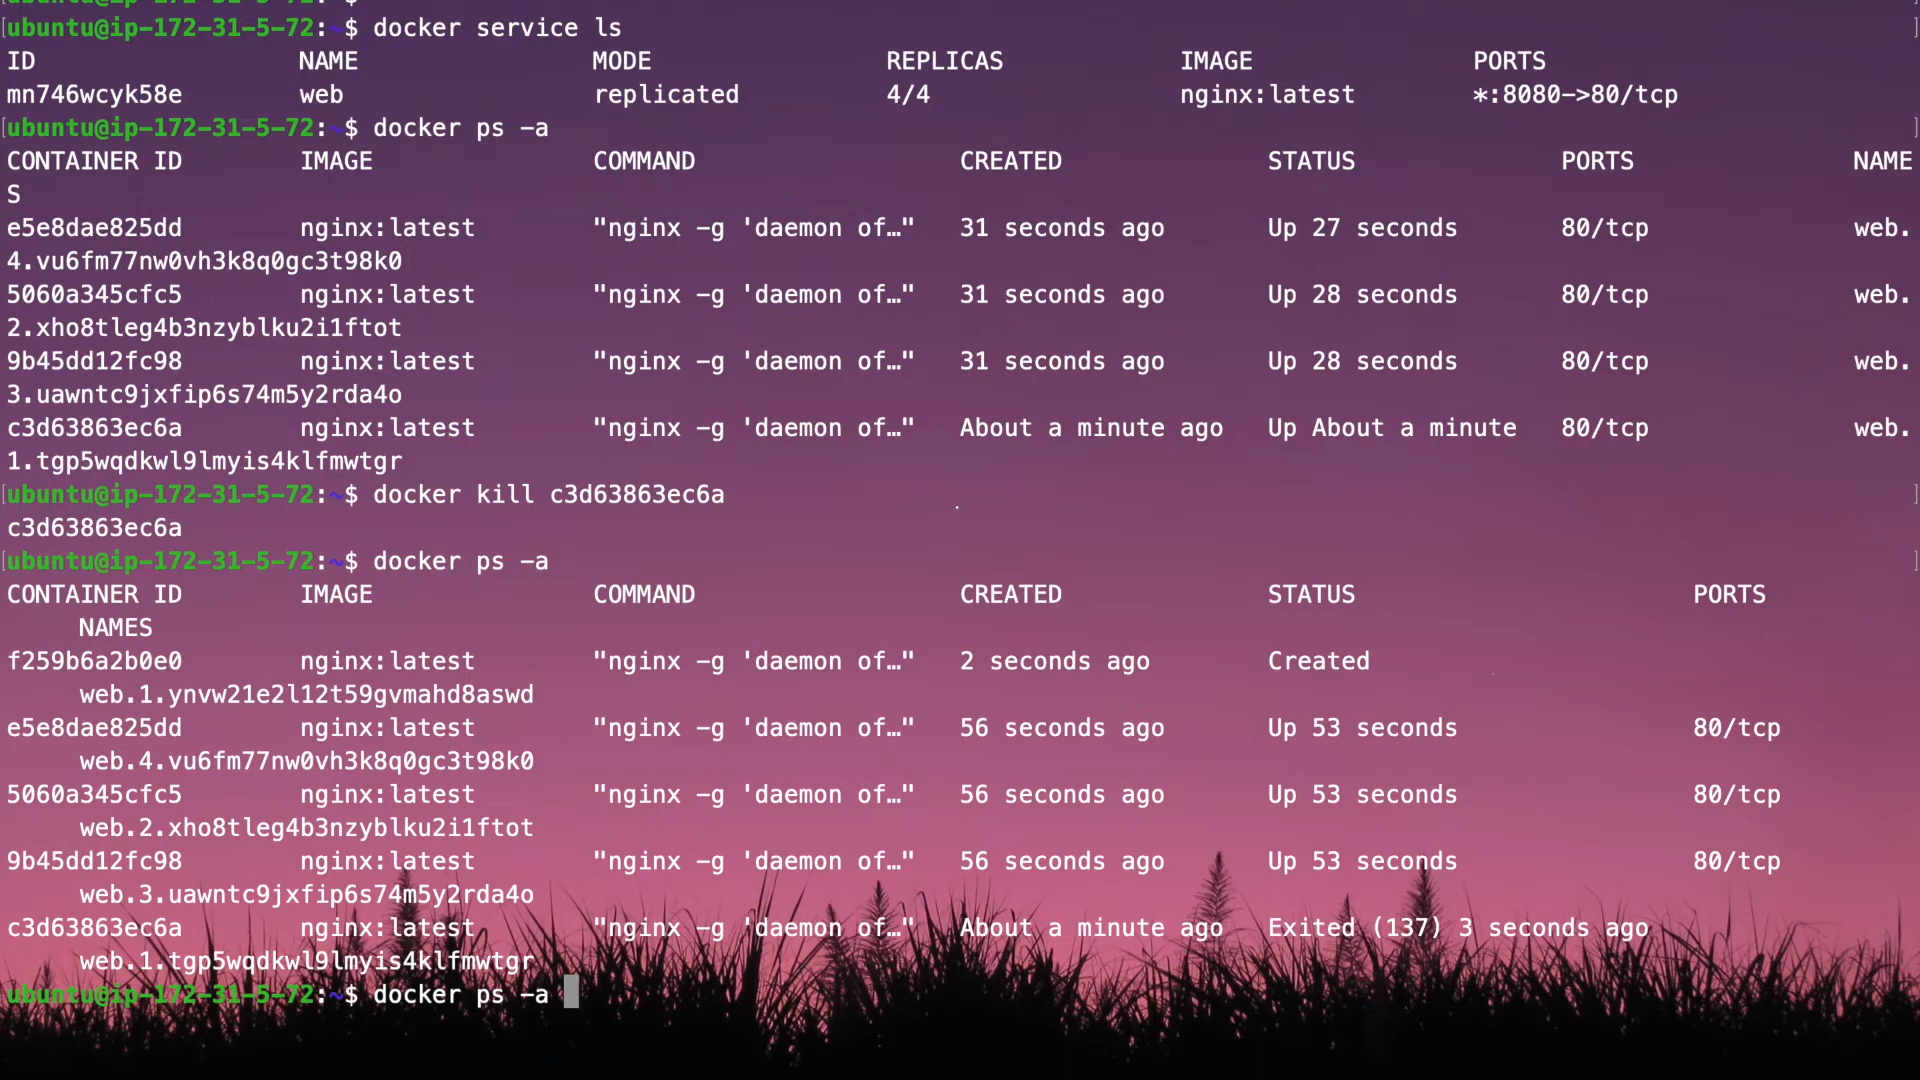 ubuntu@ip-172-31-5-72:~$ docker service ls
ID NAME MODE REPLICAS IMAGE PORTS
mn746wcyk58e web replicated 4/4 nginx:latest *:8080->80/tcp
ubuntu@ip-172-31-5-72:~$ docker ps -a
CONTAINER ID IMAGE COMMAND CREATED STATUS PORTS NAME
S
e5e8dae825dd nginx:latest "nginx -g 'daemon of…" 31 seconds ago Up 27 seconds 80/tcp web.
4.vu6fm77nw0vh3k8q0gc3t98k0
5060a345cfc5 nginx:latest "nginx -g 'daemon of…" 31 seconds ago Up 28 seconds 80/tcp web.
2.xho8tleg4b3nzyblku2i1ftot
9b45dd12fc98 nginx:latest "nginx -g 'daemon of…" 31 seconds ago Up 28 seconds 80/tcp web.
3.uawntc9jxfip6s74m5y2rda4o
c3d63863ec6a nginx:latest "nginx -g 'daemon of…" About a minute ago Up About a minute 80/tcp web.
1.tgp5wqdkwl9lmyis4klfmwtgr
ubuntu@ip-172-31-5-72:~$ docker kill c3d63863ec6a
c3d63863ec6a
ubuntu@ip-172-31-5-72:~$ docker ps -a
CONTAINER ID IMAGE COMMAND CREATED STATUS PORTS
NAMES
f259b6a2b0e0 nginx:latest "nginx -g 'daemon of…" 2 seconds ago Created
web.1.ynvw21e2l12t59gvmahd8aswd
e5e8dae825dd nginx:latest "nginx -g 'daemon of…" 56 seconds ago Up 53 seconds 80/tcp
web.4.vu6fm77nw0vh3k8q0gc3t98k0
5060a345cfc5 nginx:latest "nginx -g 'daemon of…" 56 seconds ago Up 53 seconds 80/tcp
web.2.xho8tleg4b3nzyblku2i1ftot
9b45dd12fc98 nginx:latest "nginx -g 'daemon of…" 56 seconds ago Up 53 seconds 80/tcp
web.3.uawntc9jxfip6s74m5y2rda4o
c3d63863ec6a nginx:latest "nginx -g 'daemon of…" About a minute ago Exited (137) 3 seconds ago
web.1.tgp5wqdkwl9lmyis4klfmwtgr
ubuntu@ip-172-31-5-72:~$ docker ps -a